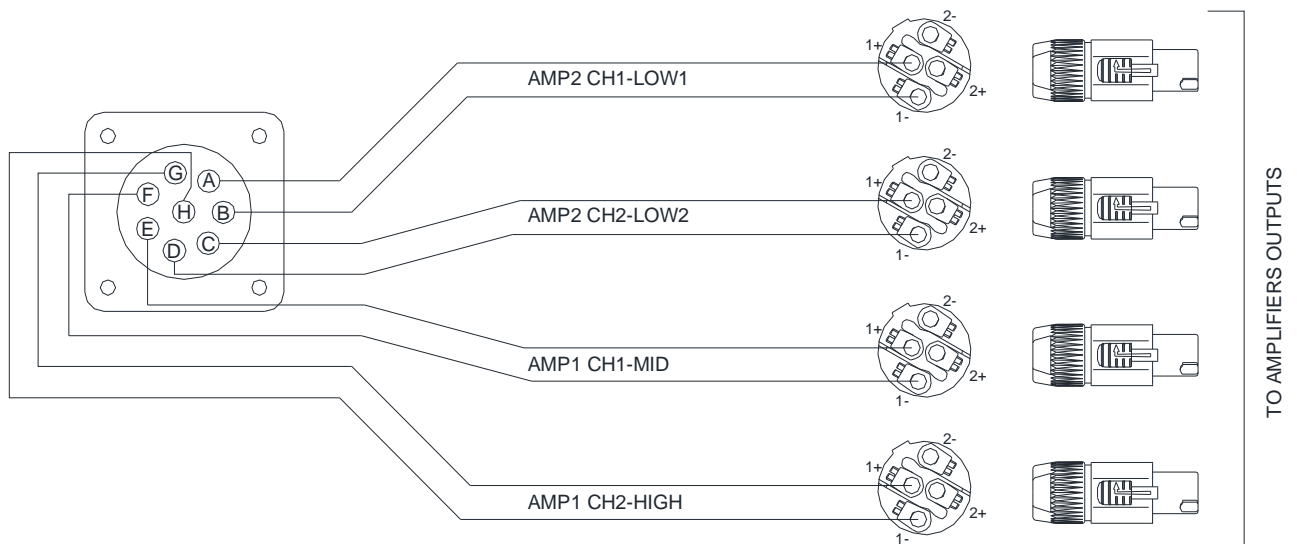 2-
1+
AMP2 CH1-LOW1
2+
1-
G
A
F
H
B
E
D
C
2-
1+
AMP2 CH2-LOW2
2+
1-
2-
1+
AMP1 CH1-MID
2+
1-
2-
1+
AMP1 CH2-HIGH
2+
1-
TO AMPLIFIERS OUTPUTS